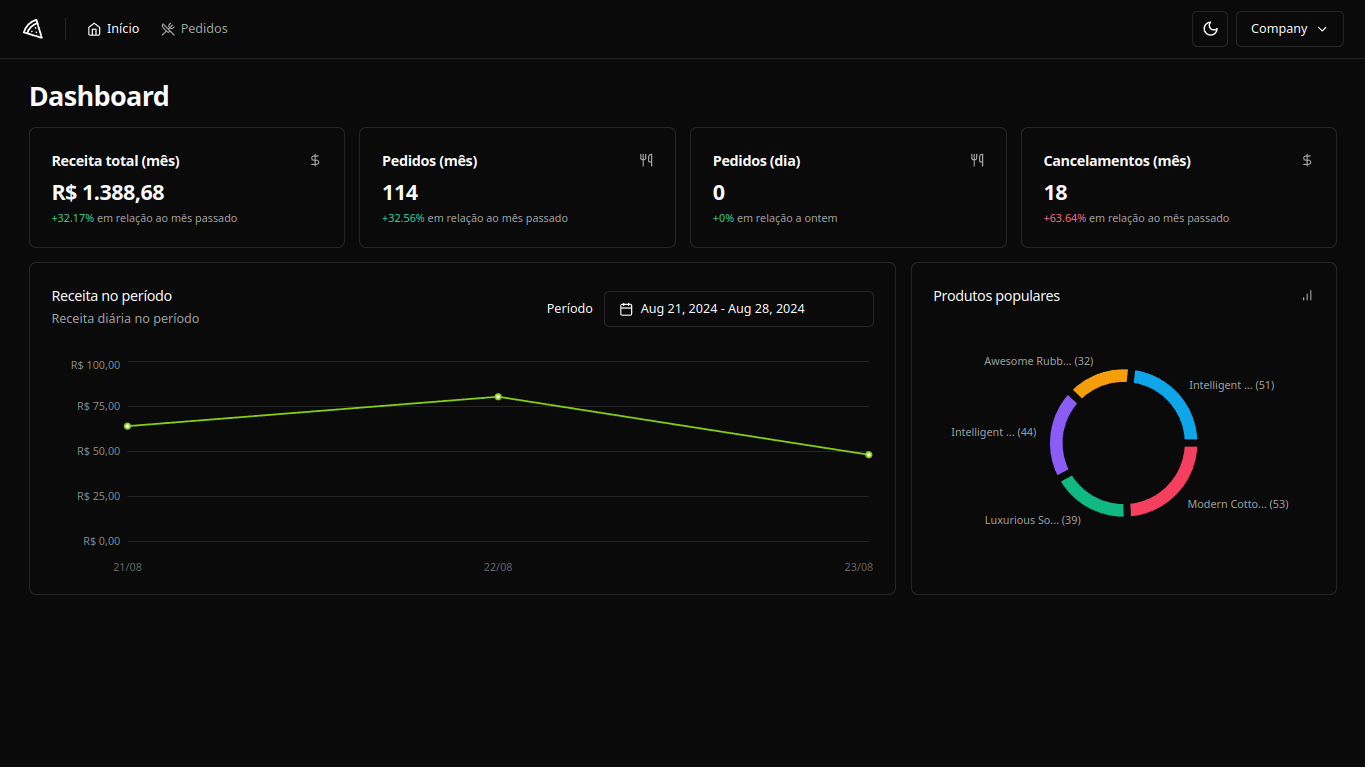 Início
Pedidos
Company
Dashboard
Receita total (mês)
R$ 1.388,68
+32.17% em relação ao mês passado
Pedidos (mês)
114
+32.56% em relação ao mês passado
Pedidos (dia)
0
+0% em relação a ontem
Cancelamentos (mês)
18
+63.64% em relação ao mês passado
Receita no período
Receita diária no período
Período
Aug 21, 2024 - Aug 28, 2024
R$ 100,00
R$ 75,00
R$ 50,00
R$ 25,00
R$ 0,00
21/08
22/08
23/08
Produtos populares
Awesome Rubb... (32)
Intelligent ... (51)
Intelligent ... (44)
Modern Cotto... (53)
Luxurious So... (39)